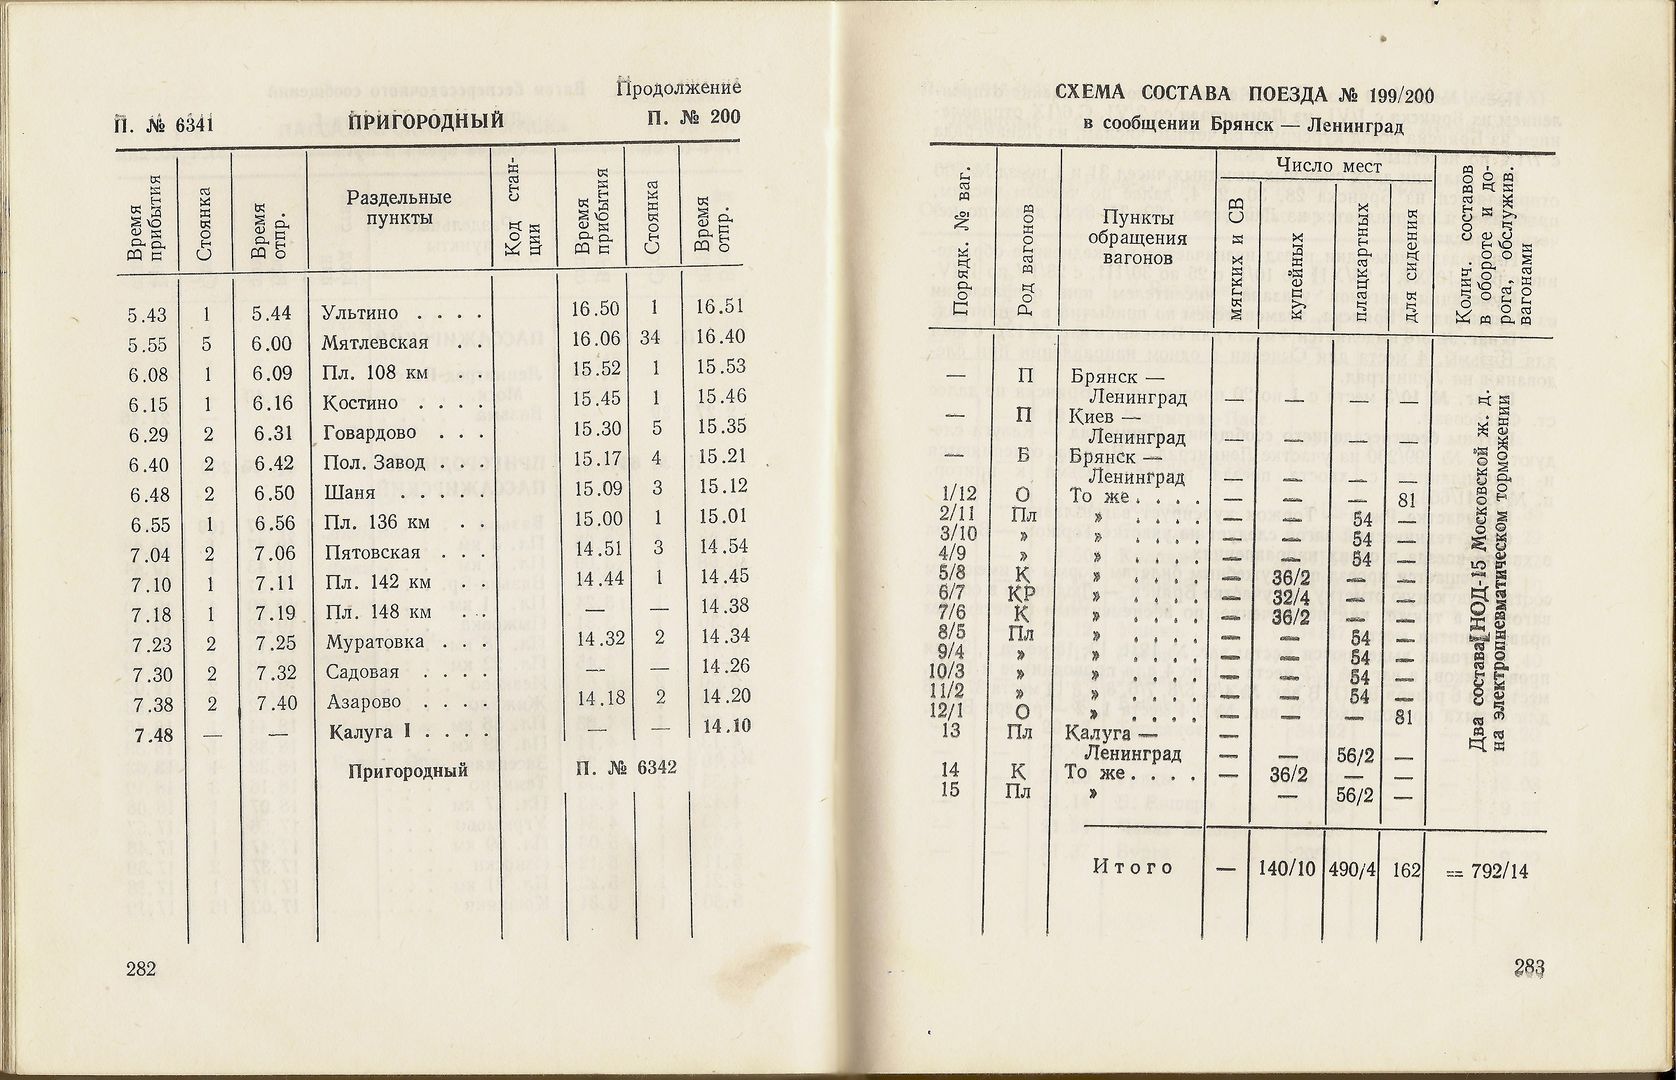 Продолжение
П. № 6341 ПРИГОРОДНЫЙ П. № 200
Время прибытия Стоянка Время отпр. Раздельные пункты Код станции Время прибытия Стоянка Время отпр.
5.43 1 5.44 Ультино . . . . 16.50 1 16.51
5.55 5 6.00 Мятлевская . . 16.06 34 16.40
6.08 1 6.09 Пл. 108 км . . 15.52 1 15.53
6.15 1 6.16 Костино . . . . 15.45 1 15.46
6.29 2 6.31 Говардово . . . 15.30 5 15.35
6.40 2 6.42 Пол. Завод . . . 15.17 4 15.21
6.48 2 6.50 Шаня . . . . . 15.09 3 15.12
6.55 1 6.56 Пл. 136 км . . 15.00 1 15.01
7.04 2 7.06 Пятовская . . . 14.51 3 14.54
7.10 1 7.11 Пл. 142 км . . 14.44 1 14.45
7.18 1 7.19 Пл. 148 км . . — — 14.38
7.23 2 7.25 Муратовка . . . 14.32 2 14.34
7.30 2 7.32 Садовая . . . . — — 14.26
7.38 2 7.40 Азарово . . . . 14.18 2 14.20
7.48 — — Калуга I . . . . — — 14.10
Пригородный П. № 6342
282
СХЕМА СОСТАВА ПОЕЗДА № 199/200
в сообщении Брянск — Ленинград
Порядк. № ваг. Род вагонов Пункты обращения вагонов Число мест мягких и СВ купейных плацкартных для сидения Колич. составов в обороте и дорога, обслужив. вагонами
— П Брянск —
Ленинград — — — —
— П Киев —
Ленинград — — — —
— Б Брянск —
Ленинград — — — —
1/12 О То же . . . . — — — 81
2/11 Пл » . . . . — — 54 —
3/10 » » . . . . — — 54 —
4/9 » » . . . . — — 54 —
5/8 К » . . . . — 36/2 — —
6/7 КР » . . . . — 32/4 — —
7/6 К » . . . . — 36/2 — —
8/5 Пл » . . . . — — 54 —
9/4 » » . . . . — — 54 —
10/3 » » . . . . — — 54 —
11/2 » » . . . . — — 54 —
12/1 О » . . . . — — — 81
13 Пл Калуга — —
Ленинград — — 56/2 —
14 К То же . . . . — 36/2 — —
15 Пл » — 56/2 —
Два состава НОД-15 Московской ж. д.
на электропневматическом торможении
Итого — 140/10 490/4 162 = 792/14
283